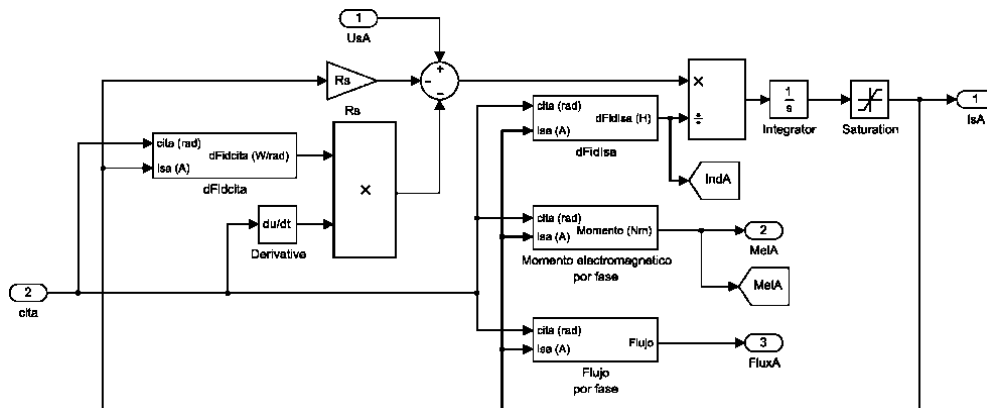 1
UsA
Rs
Rs
+
-
-
cita (rad)
Isa (A)
dFidcita (W/rad)
dFidcita
×
du/dt
Derivative
2
cita
cita (rad)
Isa (A)
dFidIsa (H)
dFidIsa
×
÷
1
s
Integrator
Saturation
1
IsA
IndA
cita (rad)
Isa (A)
Momento (Nm)
Momento electromagnetico
por fase
2
MelA
MelA
cita (rad)
Isa (A)
Flujo
Flujo
por fase
3
FluxA